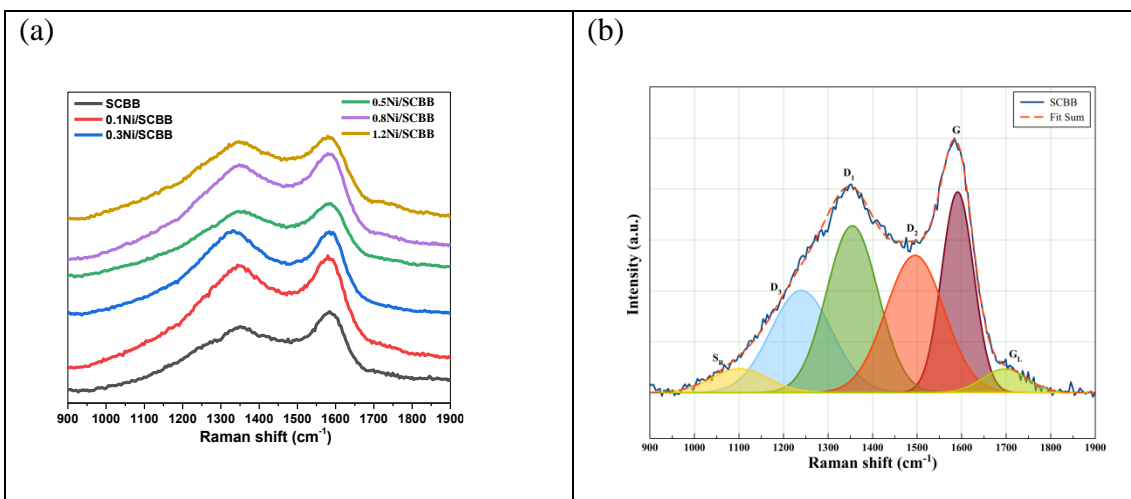 (a)
SCBB
0.1Ni/SCBB
0.3Ni/SCBB
0.5Ni/SCBB
0.8Ni/SCBB
1.2Ni/SCBB
900 1000 1100 1200 1300 1400 1500 1600 1700 1800 1900
Raman shift (cm⁻¹)
(b)
SCBB
Fit Sum
G
D₁
D₂
D₃
S_R
G_L
Intensity (a.u.)
900 1000 1100 1200 1300 1400 1500 1600 1700 1800 1900
Raman shift (cm⁻¹)